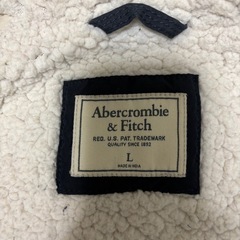 Abercrombie
& Fitch
REG. U.S. PAT. TRADEMARK
QUALITY SINCE 1892
L
MADE IN INDIA